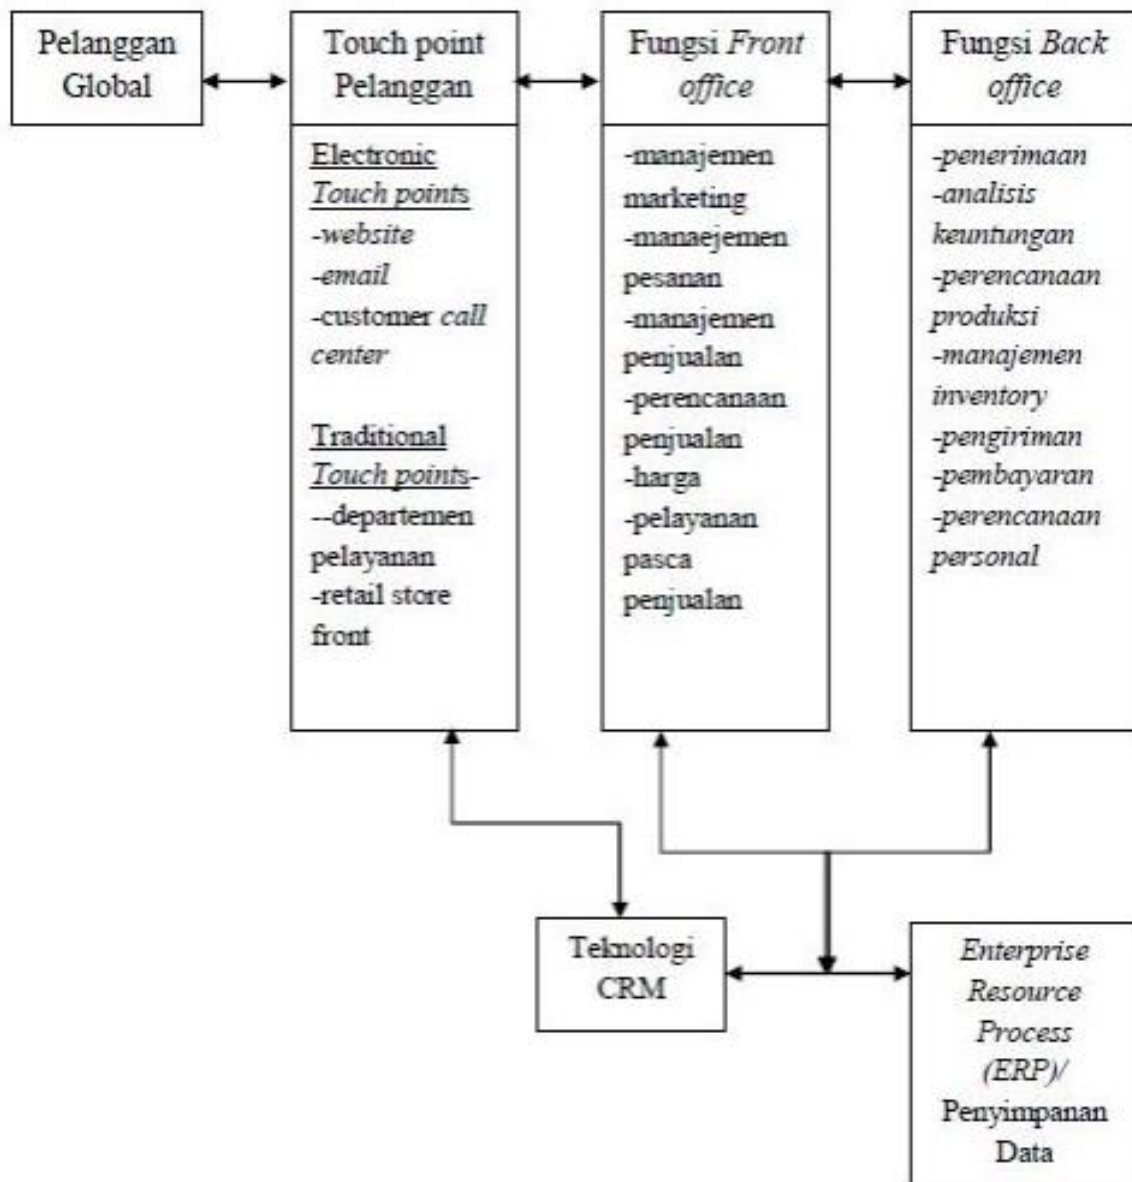 Pelanggan
Global
Touch point
Pelanggan
Electronic
Touch points
-website
-email
-customer call
center
Traditional
Touch points-
--departemen
pelayanan
-retail store
front
Fungsi Front
office
-manajemen
marketing
-manaejemen
pesanan
-manajemen
penjualan
-perencanaan
penjualan
-harga
-pelayanan
pasca
penjualan
Fungsi Back
office
-penerimaan
-analisis
keuntungan
-perencanaan
produksi
-manajemen
inventory
-pengiriman
-pembayaran
-perencanaan
personal
Teknologi
CRM
Enterprise
Resource
Process
(ERP)/
Penyimpanan
Data